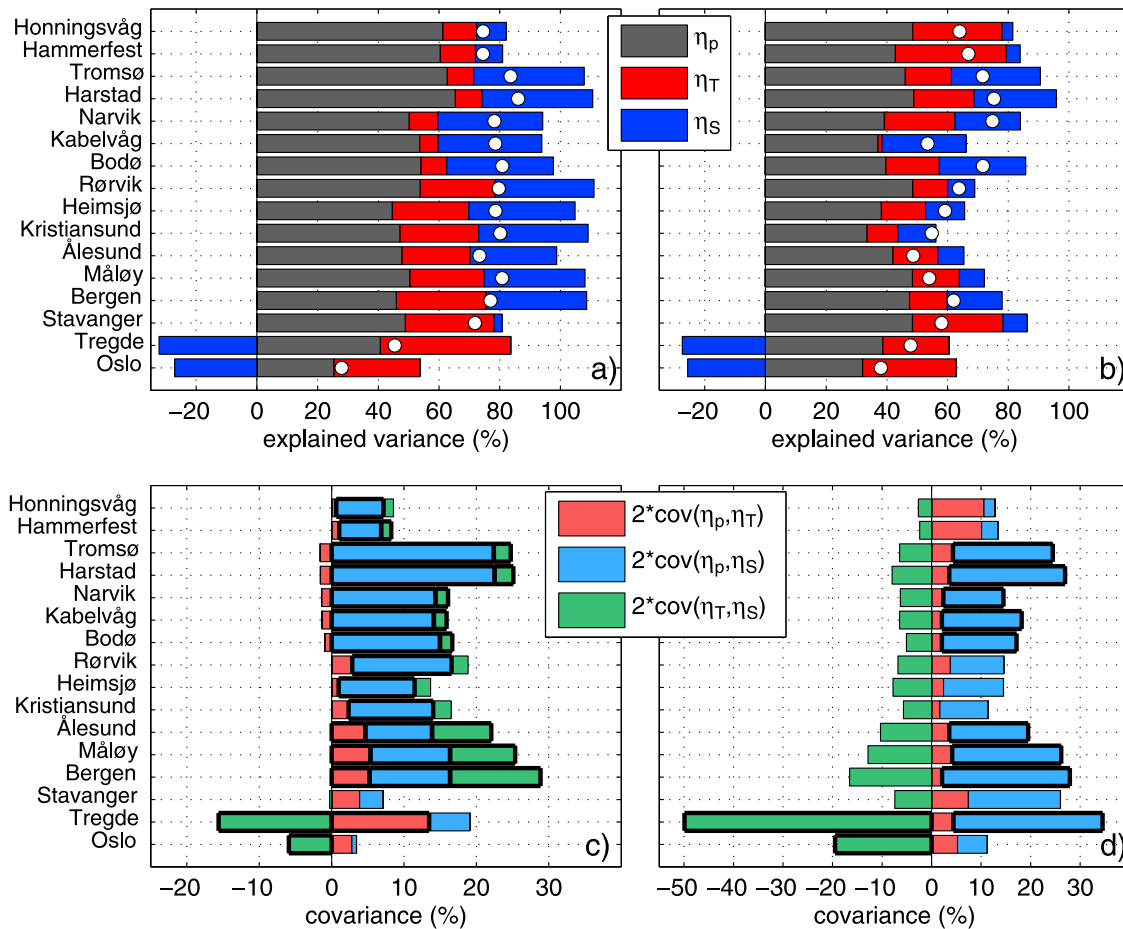 Honningsvåg
Hammerfest
Tromsø
Harstad
Narvik
Kabelvåg
Bodø
Rørvik
Heimsjø
Kristiansund
Ålesund
Måløy
Bergen
Stavanger
Tregde
Oslo
ηp
ηT
ηS
a)
b)
−20 0 20 40 60 80 100
explained variance (%)
−20 0 20 40 60 80 100
explained variance (%)
Honningsvåg
Hammerfest
Tromsø
Harstad
Narvik
Kabelvåg
Bodø
Rørvik
Heimsjø
Kristiansund
Ålesund
Måløy
Bergen
Stavanger
Tregde
Oslo
2*cov(ηp,ηT)
2*cov(ηp,ηS)
2*cov(ηT,ηS)
c)
d)
−20 −10 0 10 20 30
covariance (%)
−50 −40 −30 −20 −10 0 10 20 30
covariance (%)